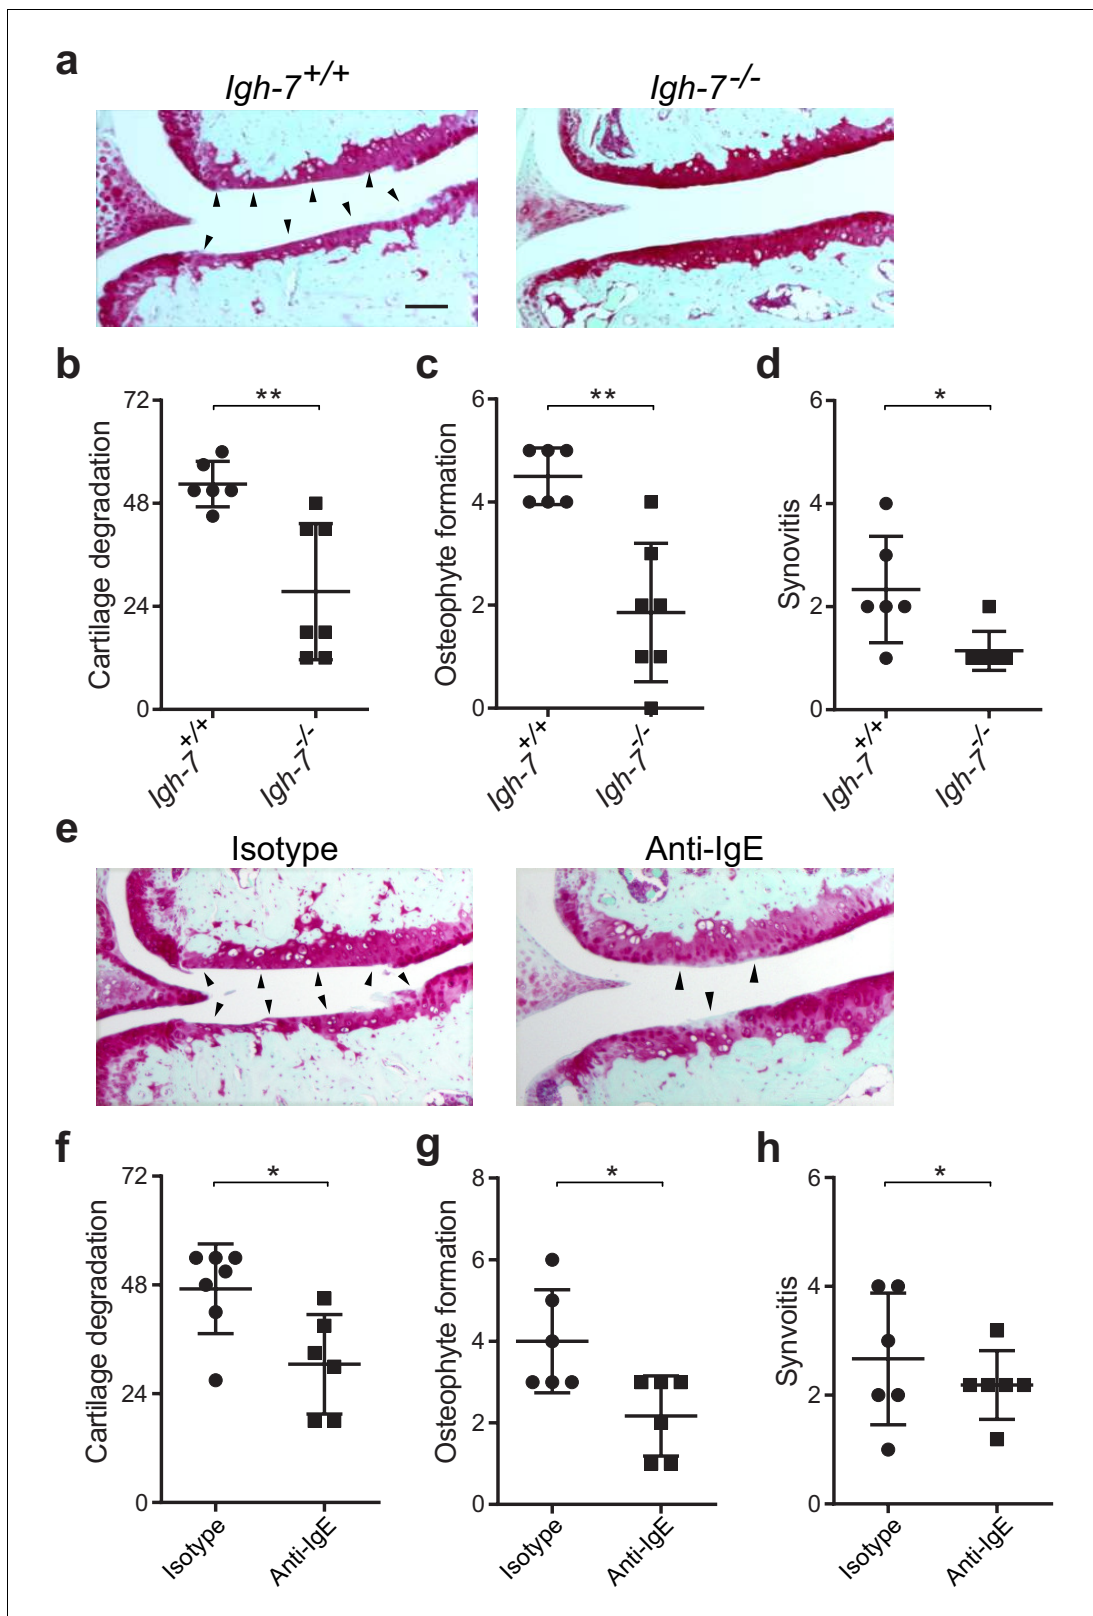 a
Igh-7+/+
Igh-7-/-
b
c
d
72
48
24
0
Cartilage degradation
**
Igh-7+/+
Igh-7-/-
6
4
2
0
Osteophyte formation
**
Igh-7+/+
Igh-7-/-
6
4
2
0
Synovitis
*
Igh-7+/+
Igh-7-/-
e
Isotype
Anti-IgE
f
g
h
72
48
24
0
Cartilage degradation
*
Isotype
Anti-IgE
8
6
4
2
0
Osteophyte formation
*
Isotype
Anti-IgE
6
4
2
0
Synvoitis
*
Isotype
Anti-IgE